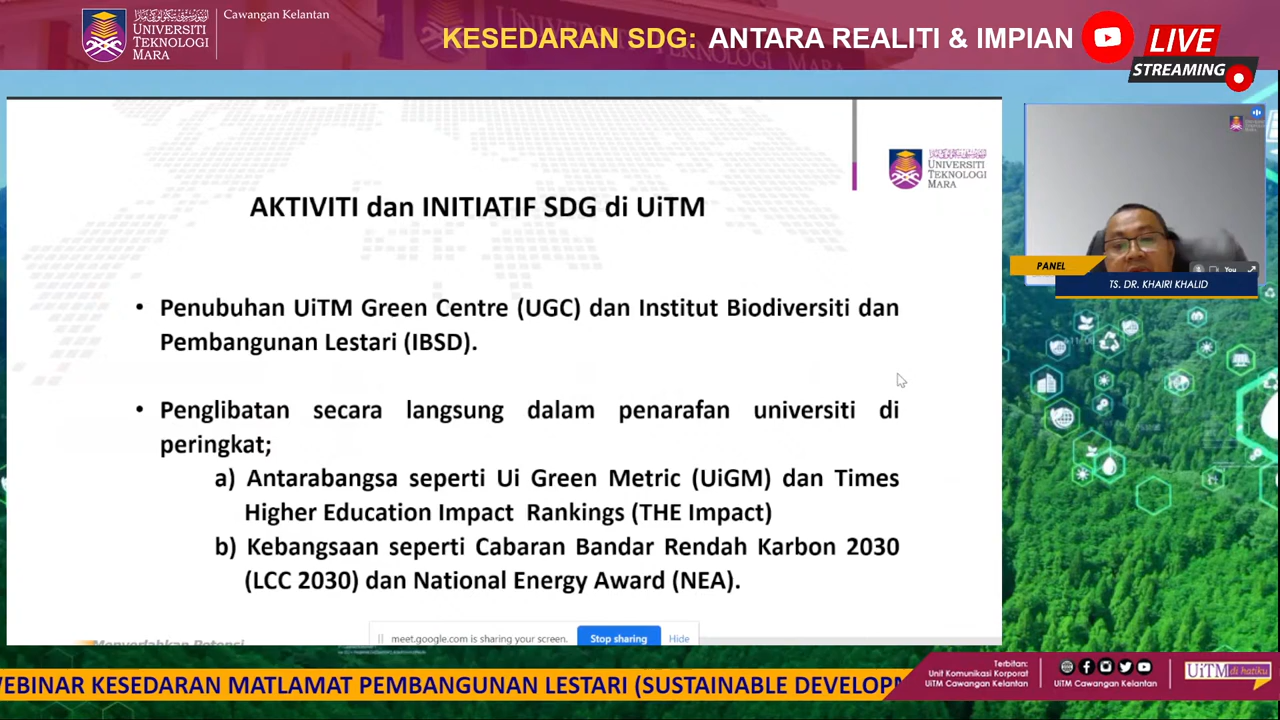 UNIVERSITI
TEKNOLOGI
MARA
Cawangan Kelantan
KESEDARAN SDG: ANTARA REALITI & IMPIAN
LIVE
STREAMING
UNIVERSITI
TEKNOLOGI
MARA
AKTIVITI dan INITIATIF SDG di UiTM
• Penubuhan UiTM Green Centre (UGC) dan Institut Biodiversiti dan
Pembangunan Lestari (IBSD).
• Penglibatan secara langsung dalam penarafan universiti di
peringkat;
a) Antarabangsa seperti Ui Green Metric (UiGM) dan Times
Higher Education Impact Rankings (THE Impact)
b) Kebangsaan seperti Cabaran Bandar Rendah Karbon 2030
(LCC 2030) dan National Energy Award (NEA).
meet.google.com is sharing your screen.
Stop sharing
Hide
You
PANEL
TS. DR. KHAIRI KHALID
WEBINAR KESEDARAN MATLAMAT PEMBANGUNAN LESTARI (SUSTAINABLE DEVELOPM
Terbitan:
Unit Komunikasi Korporat
UiTM Cawangan Kelantan
UiTM Cawangan Kelantan
UiTM di hatiku